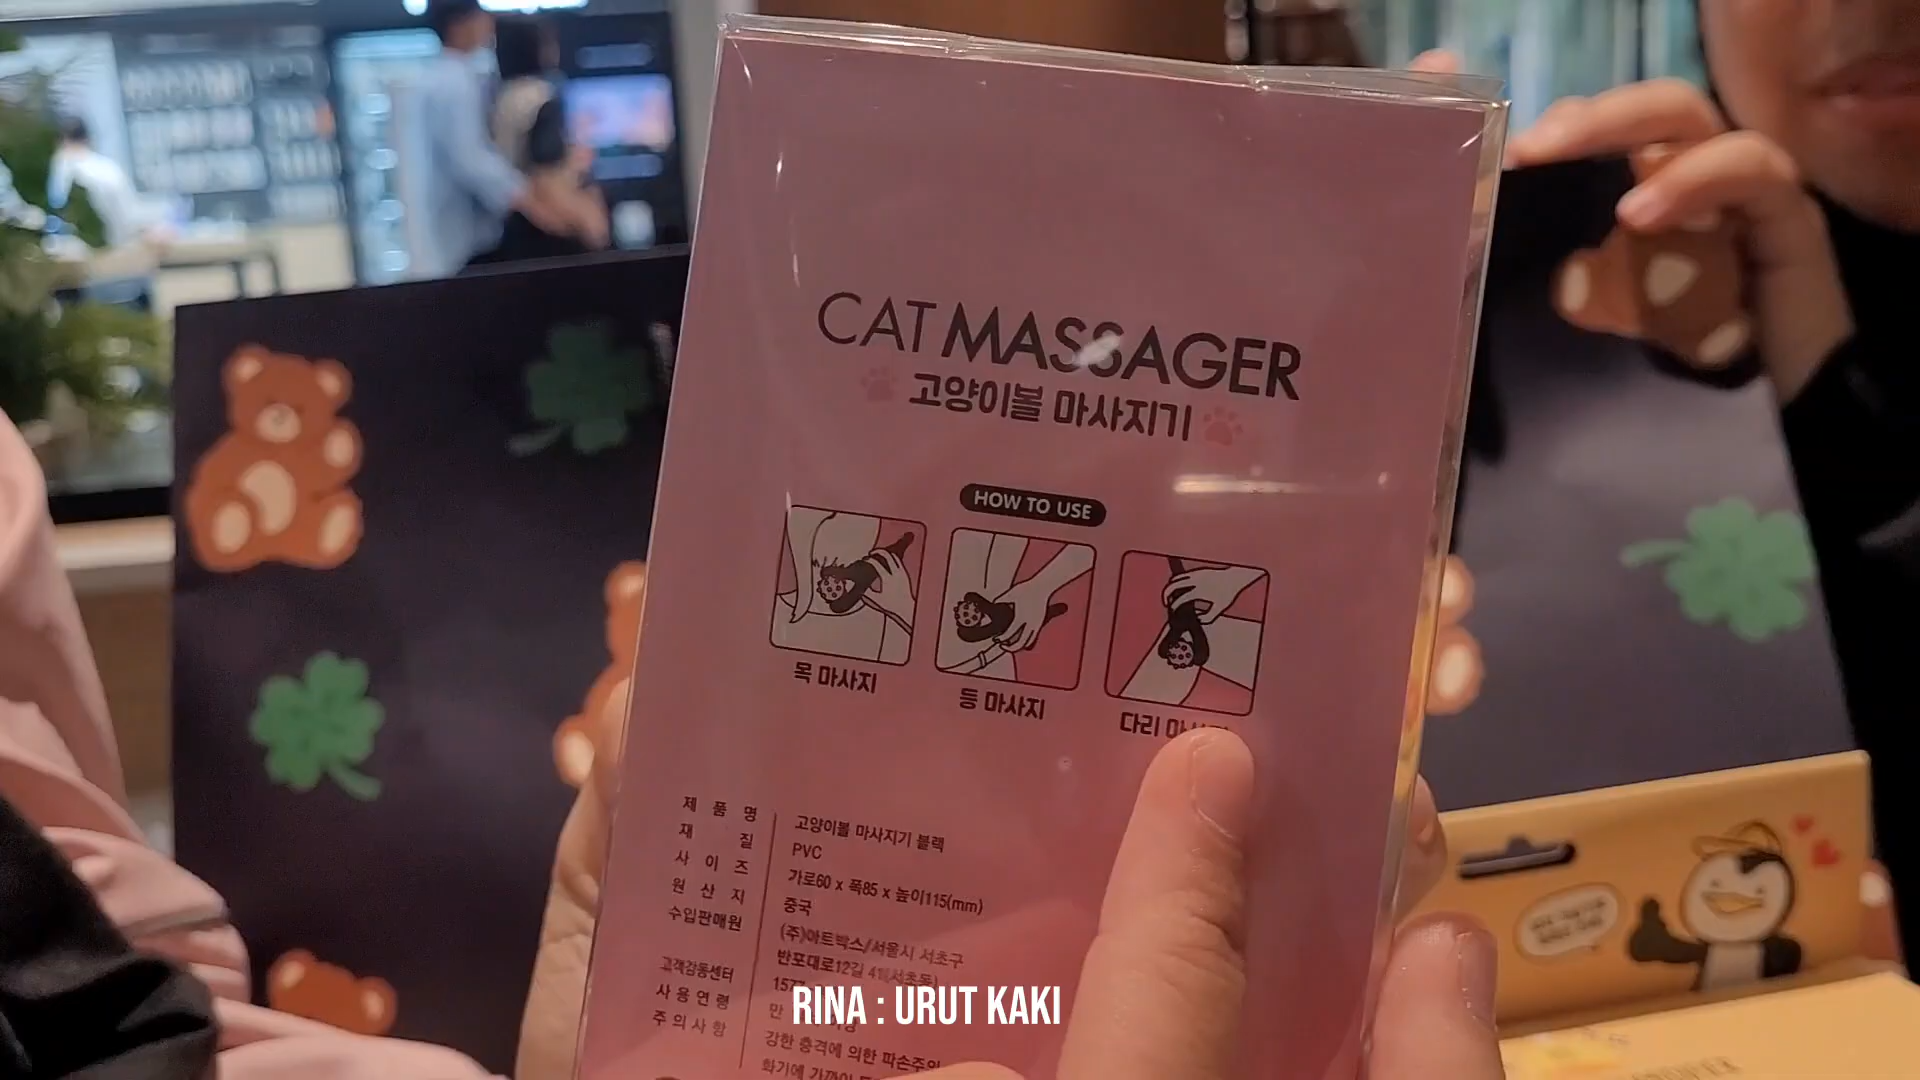 CAT MASSAGER
고양이볼 마사지기
HOW TO USE
목 마사지
등 마사지
다리
제품명 고양이볼 마사지기 블랙
재질 PVC
사이즈 가로60 x 폭85 x 높이115(mm)
원산지 중국
수입판매원 (주)아트박스/서울시 서초구
반포대로12길 (서초동)
고객감동센터
사용연령 만
주의사항 강한 충격에 의한 파손주의
화기에 가까이
RINA : URUT KAKI